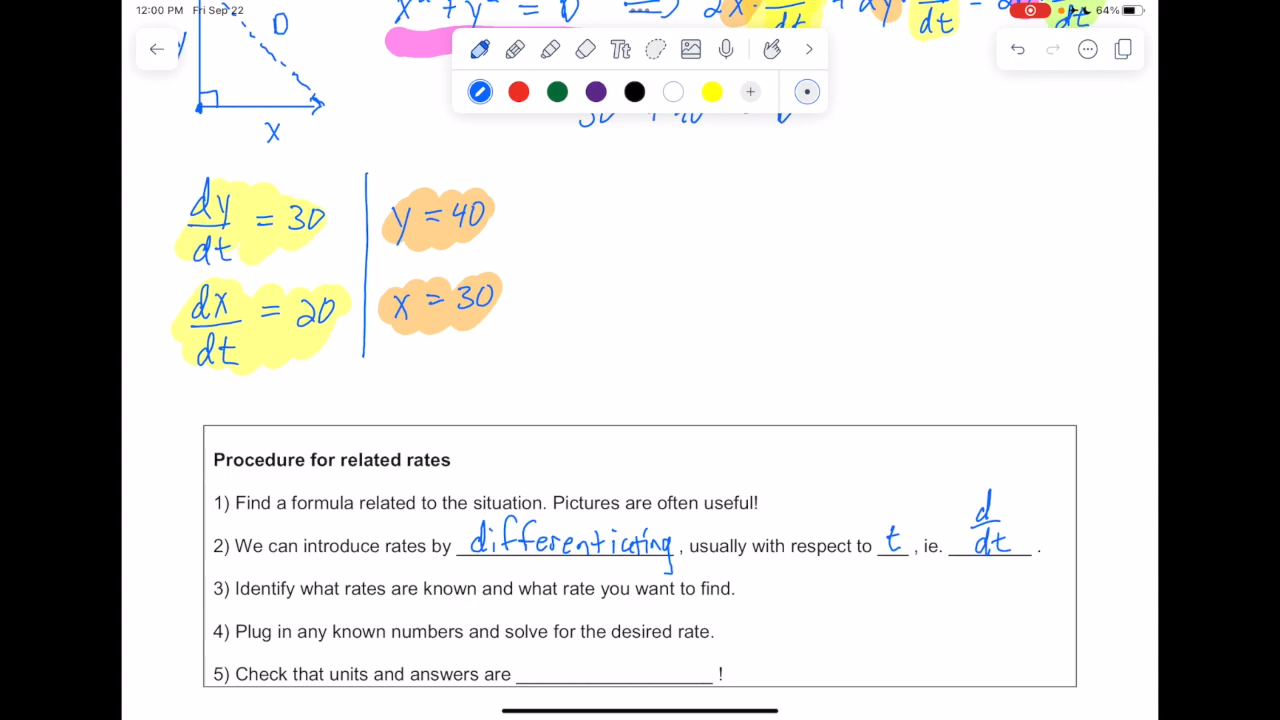 12:00 PM Fri Sep 22
64%
D
y
x
Tt
dy/dt = 30
y = 40
dx/dt = 20
x = 30
Procedure for related rates
1) Find a formula related to the situation. Pictures are often useful!
2) We can introduce rates by differentiating, usually with respect to t, ie. d/dt.
3) Identify what rates are known and what rate you want to find.
4) Plug in any known numbers and solve for the desired rate.
5) Check that units and answers are ____________________ !